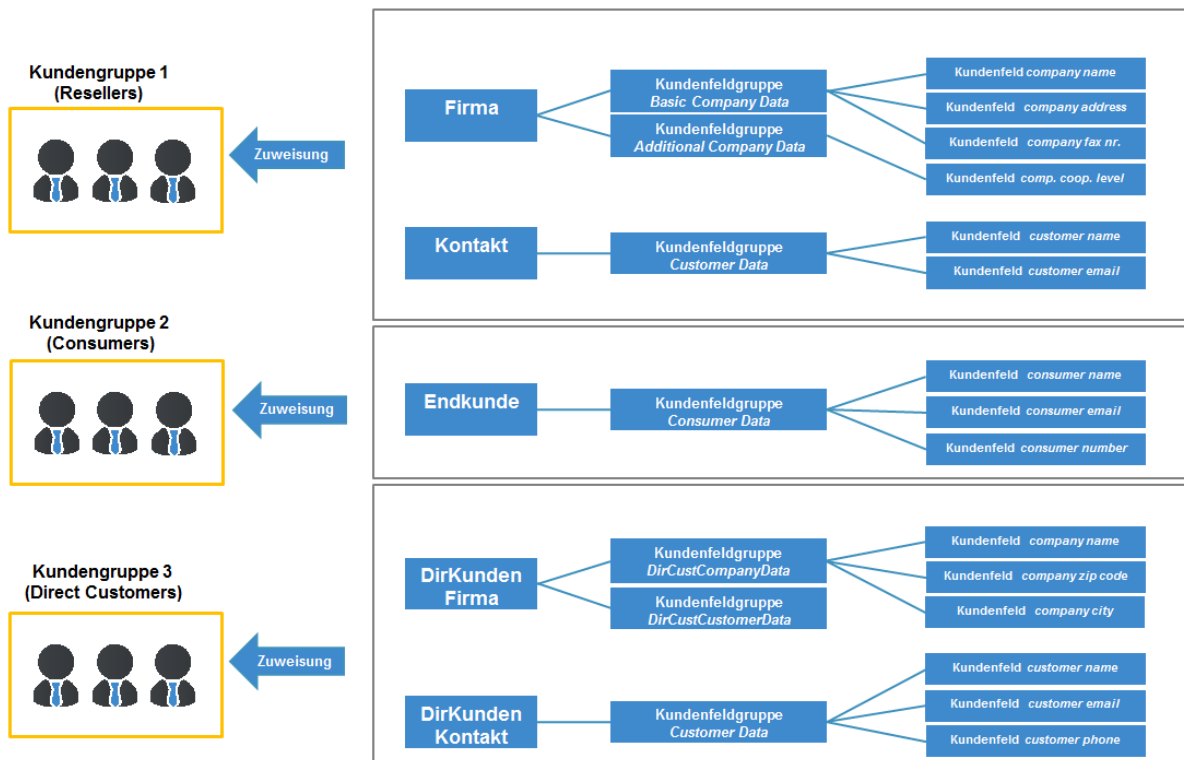 Kundengruppe 1
(Resellers)
Zuweisung
Firma
Kundenfeldgruppe
Basic Company Data
Kundenfeldgruppe
Additional Company Data
Kundenfeld company name
Kundenfeld company address
Kundenfeld company fax nr.
Kundenfeld comp. coop. level
Kontakt
Kundenfeldgruppe
Customer Data
Kundenfeld customer name
Kundenfeld customer email
Kundengruppe 2
(Consumers)
Zuweisung
Endkunde
Kundenfeldgruppe
Consumer Data
Kundenfeld consumer name
Kundenfeld consumer email
Kundenfeld consumer number
Kundengruppe 3
(Direct Customers)
Zuweisung
DirKunden
Firma
Kundenfeldgruppe
DirCustCompanyData
Kundenfeldgruppe
DirCustCustomerData
Kundenfeld company name
Kundenfeld company zip code
Kundenfeld company city
DirKunden
Kontakt
Kundenfeldgruppe
Customer Data
Kundenfeld customer name
Kundenfeld customer email
Kundenfeld customer phone